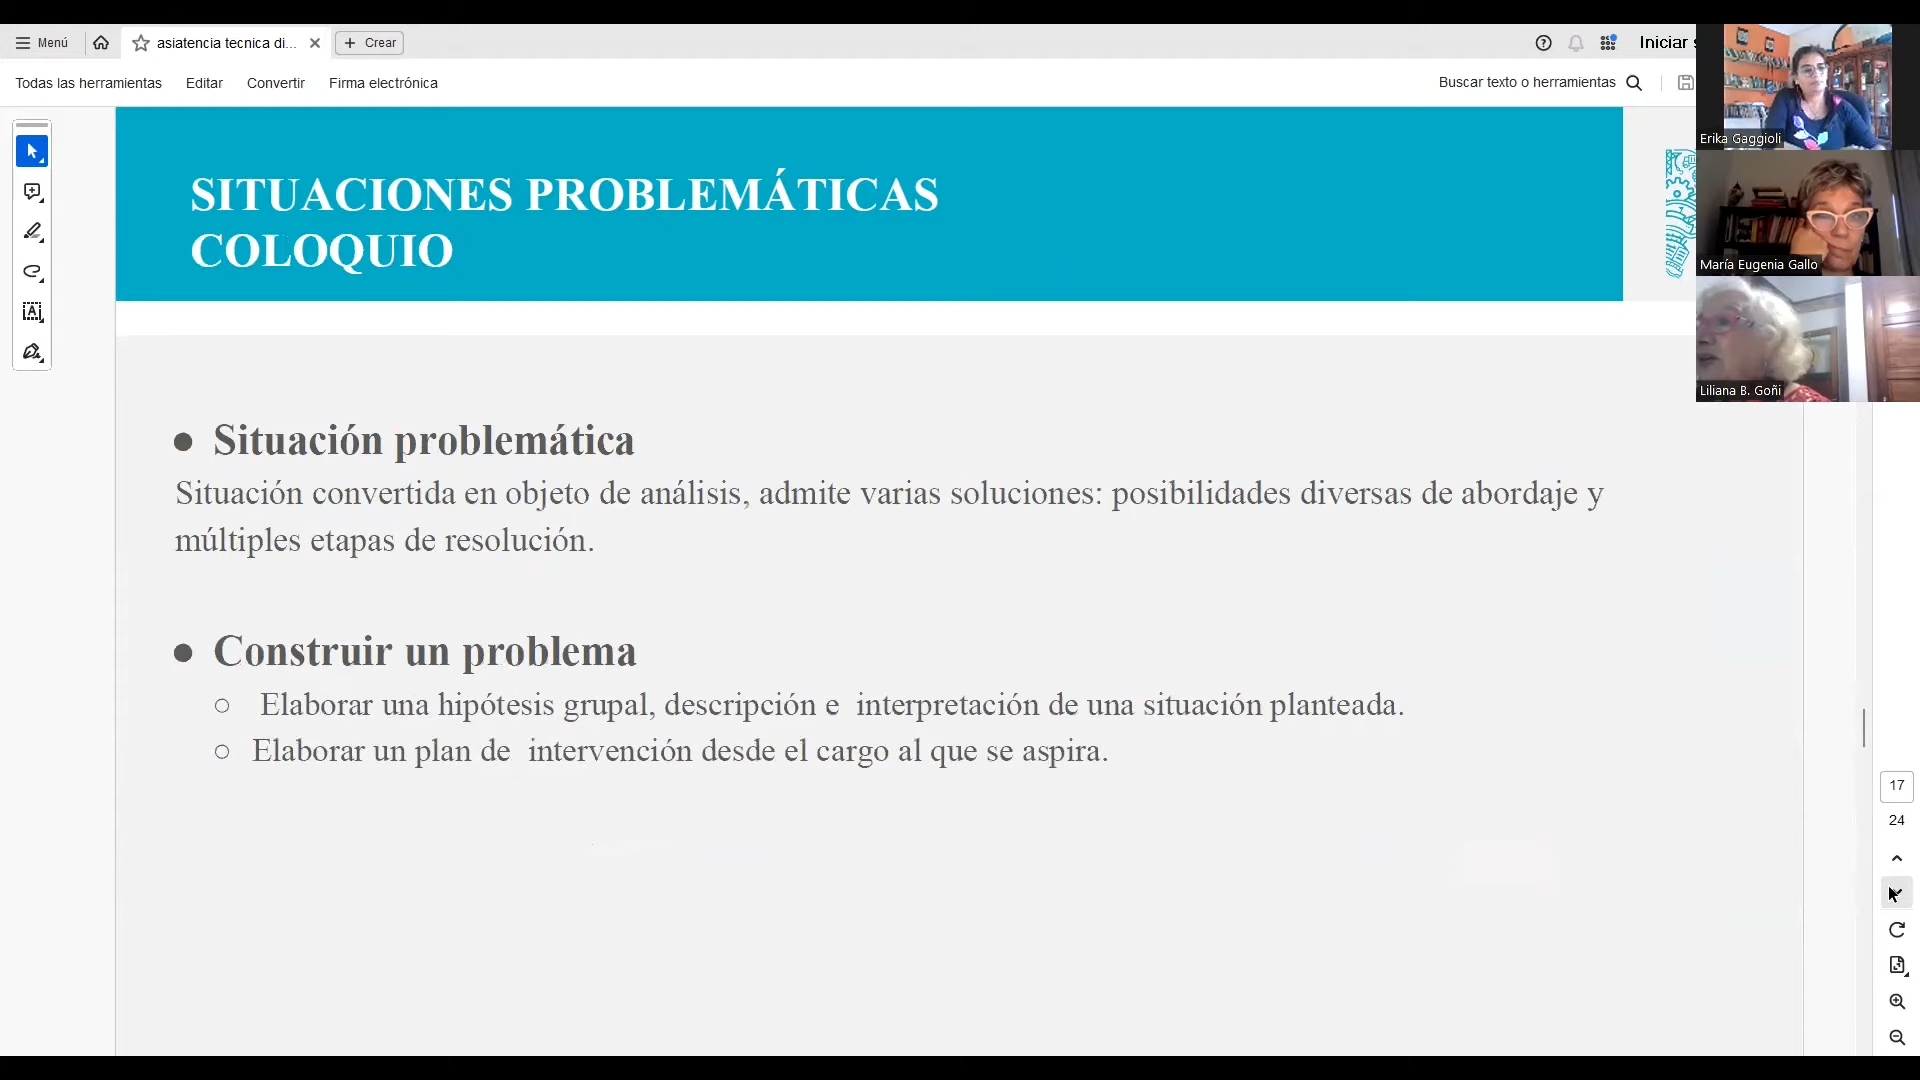 Menú
asiatencia tecnica di...
Crear
Iniciar s
Todas las herramientas
Editar
Convertir
Firma electrónica
Buscar texto o herramientas
Erika Gaggioli
María Eugenia Gallo
Liliana B. Goñi
SITUACIONES PROBLEMÁTICAS
COLOQUIO
● Situación problemática
Situación convertida en objeto de análisis, admite varias soluciones: posibilidades diversas de abordaje y
múltiples etapas de resolución.
● Construir un problema
○ Elaborar una hipótesis grupal, descripción e interpretación de una situación planteada.
○ Elaborar un plan de intervención desde el cargo al que se aspira.
17
24